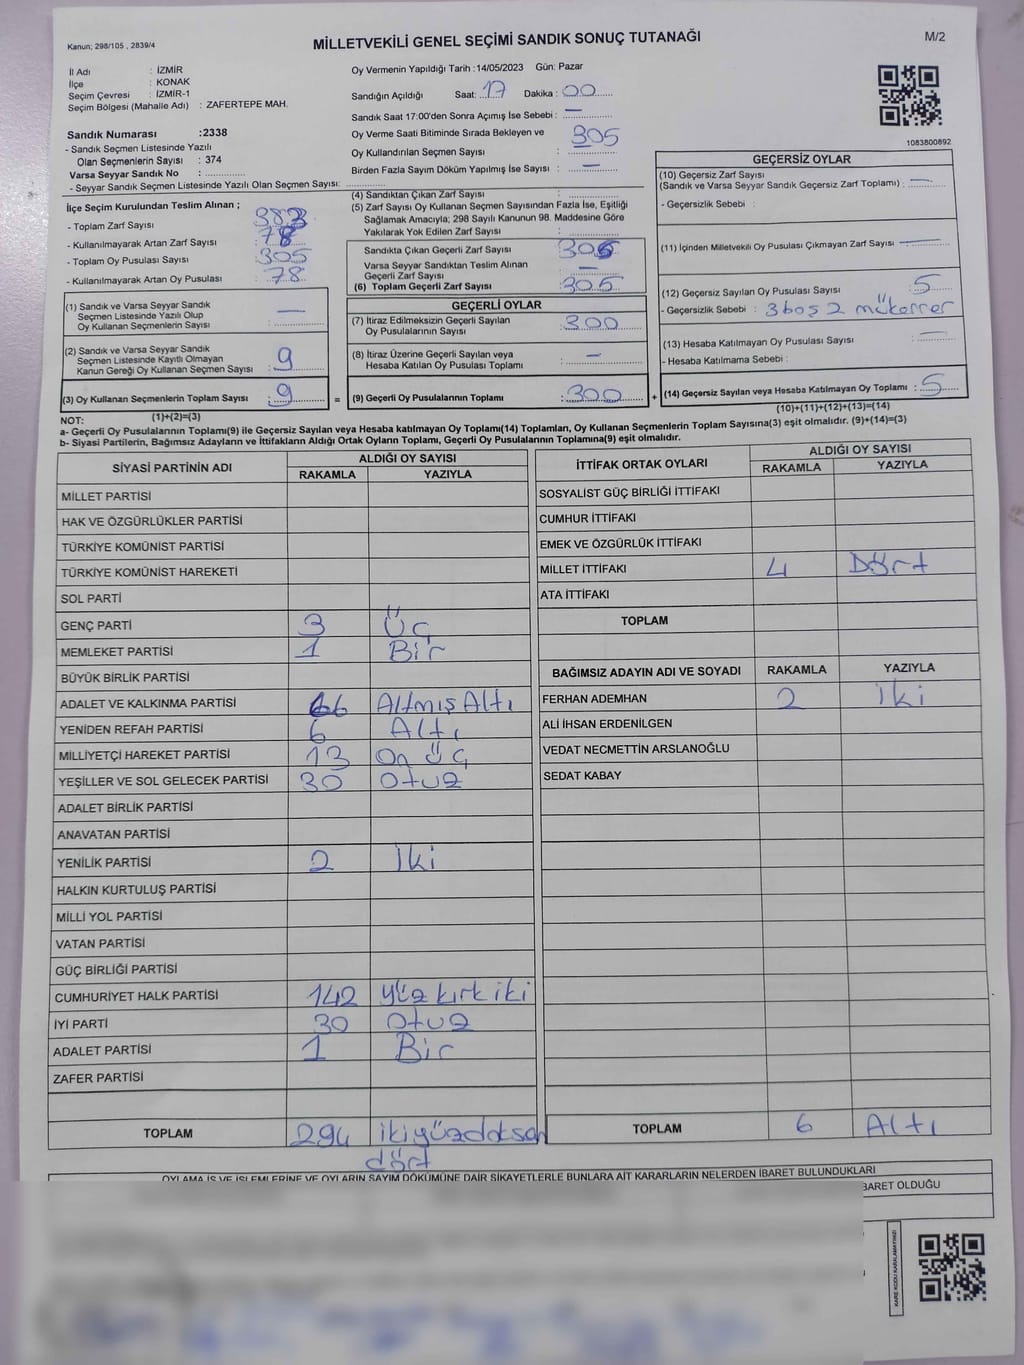 Kanun; 298/105 , 2839/4
MİLLETVEKİLİ GENEL SEÇİMİ SANDIK SONUÇ TUTANAĞI
M/2
İl Adı : İZMİR
İlçe : KONAK
Seçim Çevresi : İZMİR-1
Seçim Bölgesi (Mahalle Adı) : ZAFERTEPE MAH.
Sandık Numarası :2338
- Sandık Seçmen Listesinde Yazılı
Olan Seçmenlerin Sayısı : 374
Varsa Seyyar Sandık No :
- Seyyar Sandık Seçmen Listesinde Yazılı Olan Seçmen Sayısı:
Oy Vermenin Yapıldığı Tarih :14/05/2023 Gün: Pazar
Sandığın Açıldığı Saat: 17 Dakika : 00
Sandık Saat 17:00'den Sonra Açımış İse Sebebi : —
Oy Verme Saati Bitiminde Sırada Bekleyen ve
Oy Kullandırılan Seçmen Sayısı : 305
Birden Fazla Sayım Döküm Yapılmış İse Sayısı : —
1083800892
İlçe Seçim Kurulundan Teslim Alınan ;
- Toplam Zarf Sayısı : 383
- Kullanılmayarak Artan Zarf Sayısı : 78
- Toplam Oy Pusulası Sayısı : 305
- Kullanılmayarak Artan Oy Pusulası : 78
(1) Sandık ve Varsa Seyyar Sandık
Seçmen Listesinde Yazılı Olup
Oy Kullanan Seçmenlerin Sayısı : —
(2) Sandık ve Varsa Seyyar Sandık
Seçmen Listesinde Kayıtlı Olmayan
Kanun Gereği Oy Kullanan Seçmen Sayısı : 9
(3) Oy Kullanan Seçmenlerin Toplam Sayısı : 9
(1)+(2)=(3)
(4) Sandıktan Çıkan Zarf Sayısı :
(5) Zarf Sayısı Oy Kullanan Seçmen Sayısından Fazla İse, Eşitliği
Sağlamak Amacıyla; 298 Sayılı Kanunun 98. Maddesine Göre
Yakılarak Yok Edilen Zarf Sayısı :
Sandıkta Çıkan Geçerli Zarf Sayısı : 305
Varsa Seyyar Sandıktan Teslim Alınan
Geçerli Zarf Sayısı : —
(6) Toplam Geçerli Zarf Sayısı : 305
GEÇERLİ OYLAR
(7) İtiraz Edilmeksizin Geçerli Sayılan
Oy Pusulalarının Sayısı : 300
(8) İtiraz Üzerine Geçerli Sayılan veya
Hesaba Katılan Oy Pusulası Toplamı : —
= (9) Geçerli Oy Pusulalarının Toplamı : 300 +
GEÇERSİZ OYLAR
(10) Geçersiz Zarf Sayısı
(Sandık ve Varsa Seyyar Sandık Geçersiz Zarf Toplamı) : —
- Geçersizlik Sebebi :
(11) İçinden Milletvekili Oy Pusulası Çıkmayan Zarf Sayısı : —
(12) Geçersiz Sayılan Oy Pusulası Sayısı : 5
- Geçersizlik Sebebi : 3 boş 2 mükerrer
(13) Hesaba Katılmayan Oy Pusulası Sayısı : —
- Hesaba Katılmama Sebebi :
(14) Geçersiz Sayılan veya Hesaba Katılmayan Oy Toplamı : 5
(10)+(11)+(12)+(13)=(14)
NOT:
a- Geçerli Oy Pusulalarının Toplamı(9) ile Geçersiz Sayılan veya Hesaba katılmayan Oy Toplamı(14) Toplamları, Oy Kullanan Seçmenlerin Toplam Sayısına(3) eşit olmalıdır. (9)+(14)=(3)
b- Siyasi Partilerin, Bağımsız Adayların ve İttifakların Aldığı Ortak Oyların Toplamı, Geçerli Oy Pusulalarının Toplamına(9) eşit olmalıdır.
SİYASİ PARTİNİN ADI ALDIĞI OY SAYISI
RAKAMLA YAZIYLA
MİLLET PARTİSİ
HAK VE ÖZGÜRLÜKLER PARTİSİ
TÜRKİYE KOMÜNİST PARTİSİ
TÜRKİYE KOMÜNİST HAREKETİ
SOL PARTİ
GENÇ PARTİ 3 Üç
MEMLEKET PARTİSİ 1 Bir
BÜYÜK BİRLİK PARTİSİ
ADALET VE KALKINMA PARTİSİ 66 Altmış Altı
YENİDEN REFAH PARTİSİ 6 Altı
MİLLİYETÇİ HAREKET PARTİSİ 13 On üç
YEŞİLLER VE SOL GELECEK PARTİSİ 30 Otuz
ADALET BİRLİK PARTİSİ
ANAVATAN PARTİSİ
YENİLİK PARTİSİ 2 İki
HALKIN KURTULUŞ PARTİSİ
MİLLİ YOL PARTİSİ
VATAN PARTİSİ
GÜÇ BİRLİĞİ PARTİSİ
CUMHURİYET HALK PARTİSİ 142 Yüz kırk iki
İYİ PARTİ 30 Otuz
ADALET PARTİSİ 1 Bir
ZAFER PARTİSİ
TOPLAM 294 ikiyüzdoksan
dört
İTTİFAK ORTAK OYLARI ALDIĞI OY SAYISI
RAKAMLA YAZIYLA
SOSYALİST GÜÇ BİRLİĞİ İTTİFAKI
CUMHUR İTTİFAKI
EMEK VE ÖZGÜRLÜK İTTİFAKI
MİLLET İTTİFAKI 4 Dört
ATA İTTİFAKI
TOPLAM
BAĞIMSIZ ADAYIN ADI VE SOYADI RAKAMLA YAZIYLA
FERHAN ADEMHAN 2 İki
ALİ İHSAN ERDENİLGEN
VEDAT NECMETTİN ARSLANOĞLU
SEDAT KABAY
TOPLAM 6 Altı
OYLAMA İŞ VE İŞLEMLERİNE VE OYLARIN SAYIM DÖKÜMÜNE DAİR ŞİKAYETLERLE BUNLARA AİT KARARLARIN NELERDEN İBARET BULUNDUKLARI
BARET OLDUĞU
KARE KODU KARALAMAYINIZ!